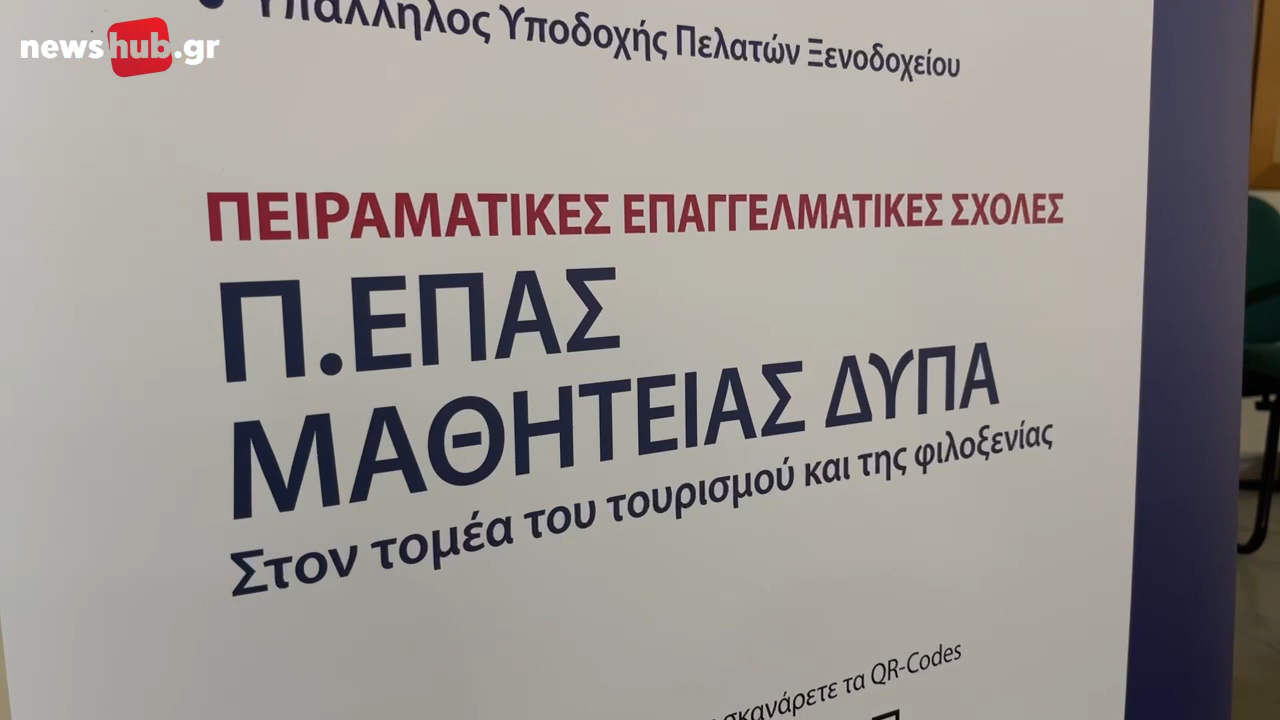 newshub.gr
Υπάλληλος Υποδοχής Πελατών Ξενοδοχείου
ΠΕΙΡΑΜΑΤΙΚΕΣ ΕΠΑΓΓΕΛΜΑΤΙΚΕΣ ΣΧΟΛΕΣ
Π.ΕΠΑΣ
ΜΑΘΗΤΕΙΑΣ ΔΥΠΑ
Στον τομέα του τουρισμού και της φιλοξενίας
σκανάρετε τα QR-Codes